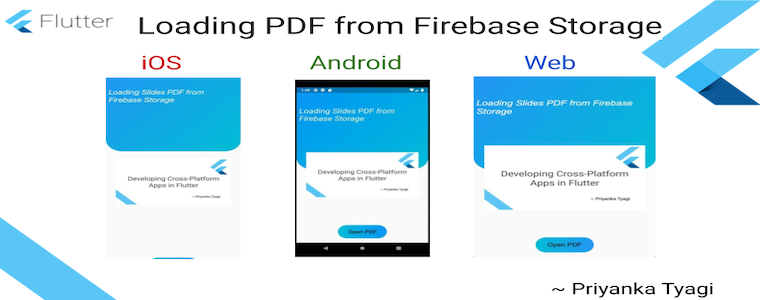 Flutter
Loading PDF from Firebase Storage
iOS
Android
Web
Loading Slides PDF from
Firebase Storage
Developing Cross-Platform
Apps in Flutter
~ Priyanka Tyagi
1:49
Loading Slides PDF from
Firebase Storage
Developing Cross-Platform
Apps in Flutter
~ Priyanka Tyagi
Open PDF
Loading Slides PDF from Firebase
Storage
Developing Cross-Platform
Apps in Flutter
~ Priyanka Tyagi
Open PDF
~ Priyanka Tyagi